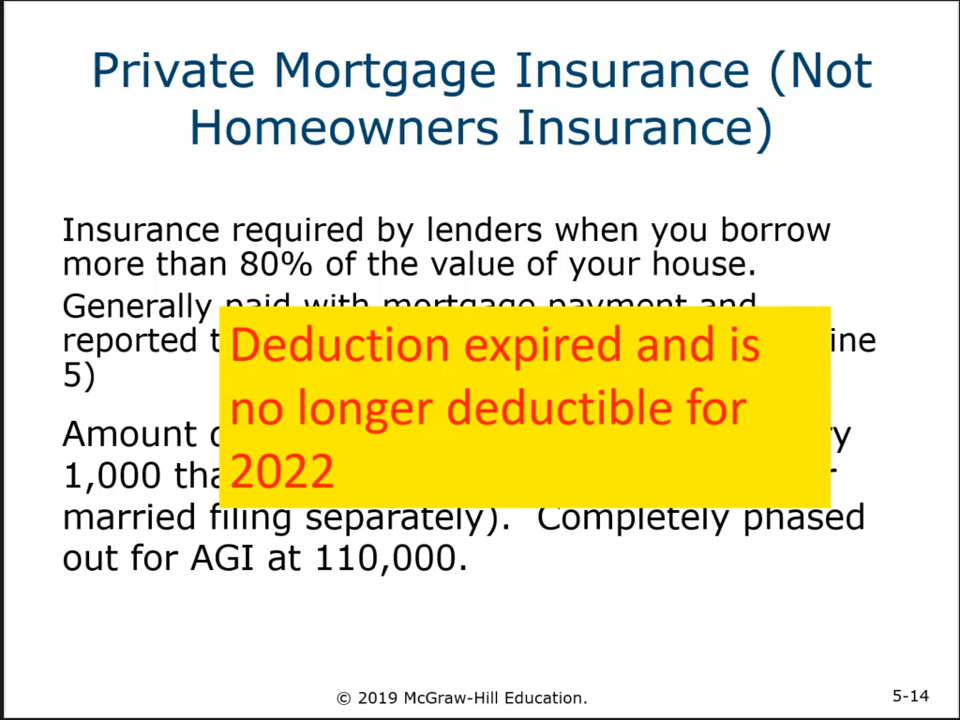 Private Mortgage Insurance (Not
Homeowners Insurance)
Insurance required by lenders when you borrow
more than 80% of the value of your house.
Generally paid with mortgage payment and
reported
5)
Amount
1,000
married filing separately). Completely phased
out for AGI at 110,000.
Deduction expired and is
no longer deductible for
2022
© 2019 McGraw-Hill Education.
5-14